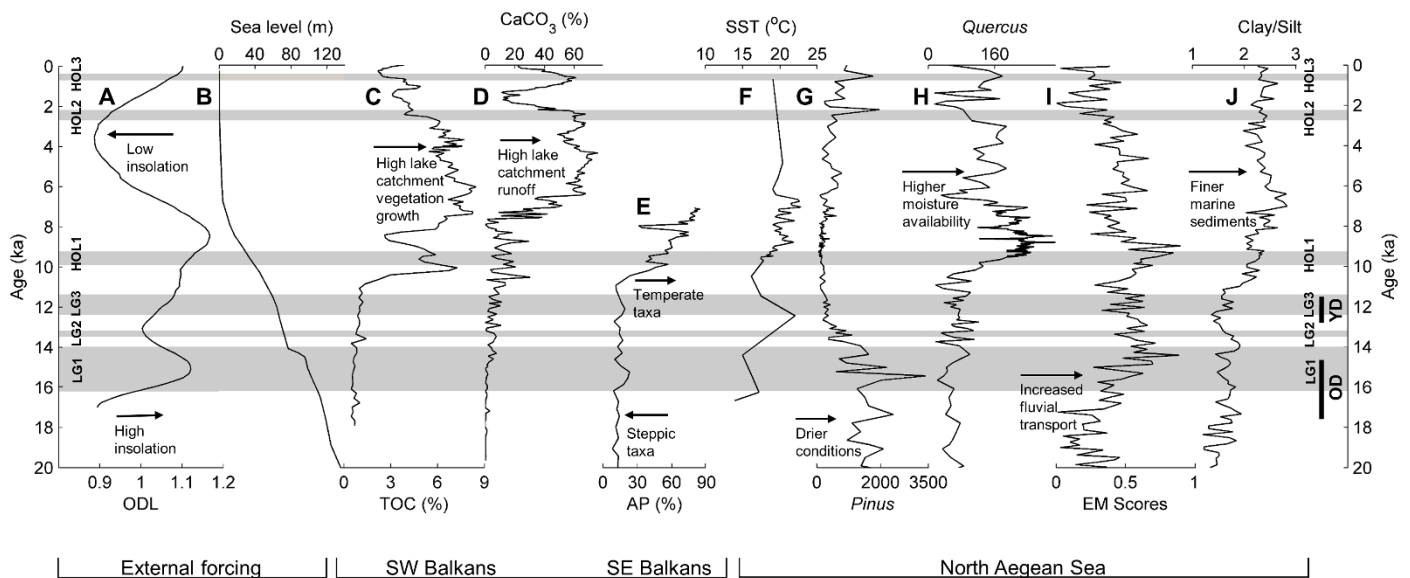 Sea level (m)
CaCO3 (%)
SST (oC)
Quercus
Clay/Silt
0 40 80 120
0 20 40 60
10 15 20 25
0 160
1 2 3
Age (ka)
0
2
4
6
8
10
12
14
16
18
20
HOL3
HOL2
HOL1
LG3
LG2
LG1
A
B
C
D
E
F
G
H
I
J
Low
insolation
High
insolation
High lake
catchment
vegetation
growth
High lake
catchment
runoff
Temperate
taxa
Steppic
taxa
Drier
conditions
Higher
moisture
availability
Increased
fluvial
transport
Finer
marine
sediments
0
2
4
6
8
10
12
14
16
18
20
Age (ka)
HOL3
HOL2
HOL1
LG3
LG2
LG1
YD
OD
0.9 1 1.1 1.2
ODL
0 3 6 9
TOC (%)
0 30 60 90
AP (%)
0 2000 3500
Pinus
0 0.5 1
EM Scores
External forcing
SW Balkans
SE Balkans
North Aegean Sea